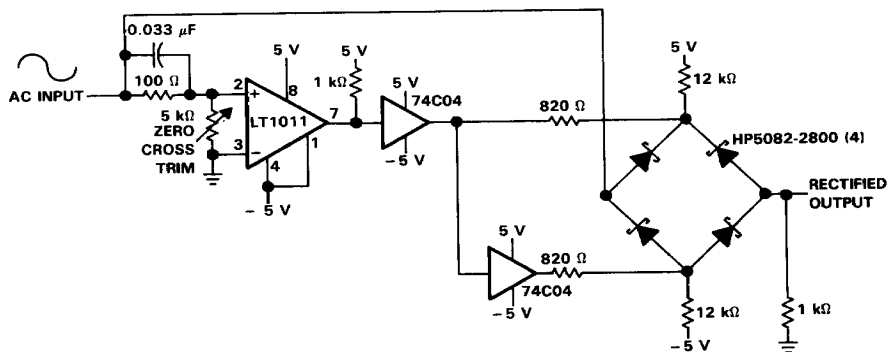 0.033 μF
100 Ω
AC INPUT
5 kΩ
ZERO
CROSS
TRIM
2
+
3
−
LT1011
5 V
8
7
1
4
− 5 V
5 V
1 kΩ
5 V
74C04
− 5 V
820 Ω
5 V
12 kΩ
HP5082-2800 (4)
RECTIFIED
OUTPUT
5 V
74C04
− 5 V
820 Ω
12 kΩ
−5 V
1 kΩ